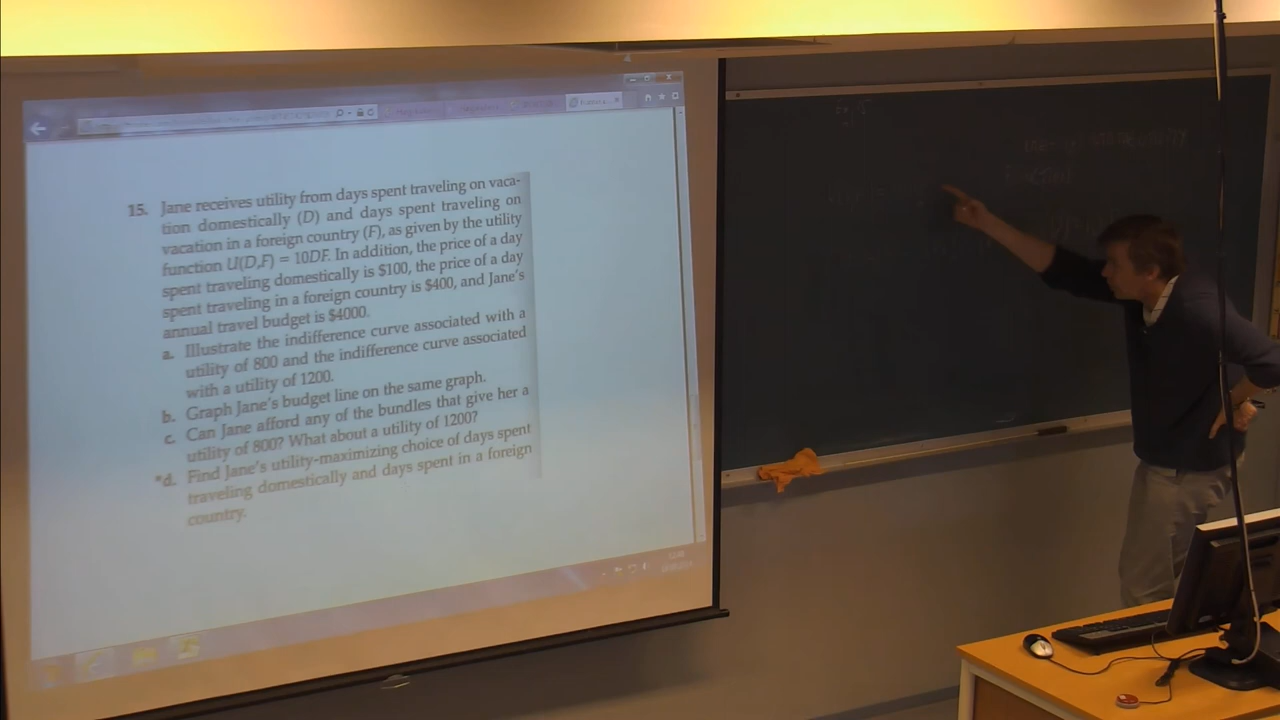 15. Jane receives utility from days spent traveling on vaca-
tion domestically (D) and days spent traveling on
vacation in a foreign country (F), as given by the utility
function U(D,F) = 10DF. In addition, the price of a day
spent traveling domestically is $100, the price of a day
spent traveling in a foreign country is $400, and Jane's
annual travel budget is $4000.
a. Illustrate the indifference curve associated with a
utility of 800 and the indifference curve associated
with a utility of 1200.
b. Graph Jane's budget line on the same graph.
c. Can Jane afford any of the bundles that give her a
utility of 800? What about a utility of 1200?
*d. Find Jane's utility-maximizing choice of days spent
traveling domestically and days spent in a foreign
country.